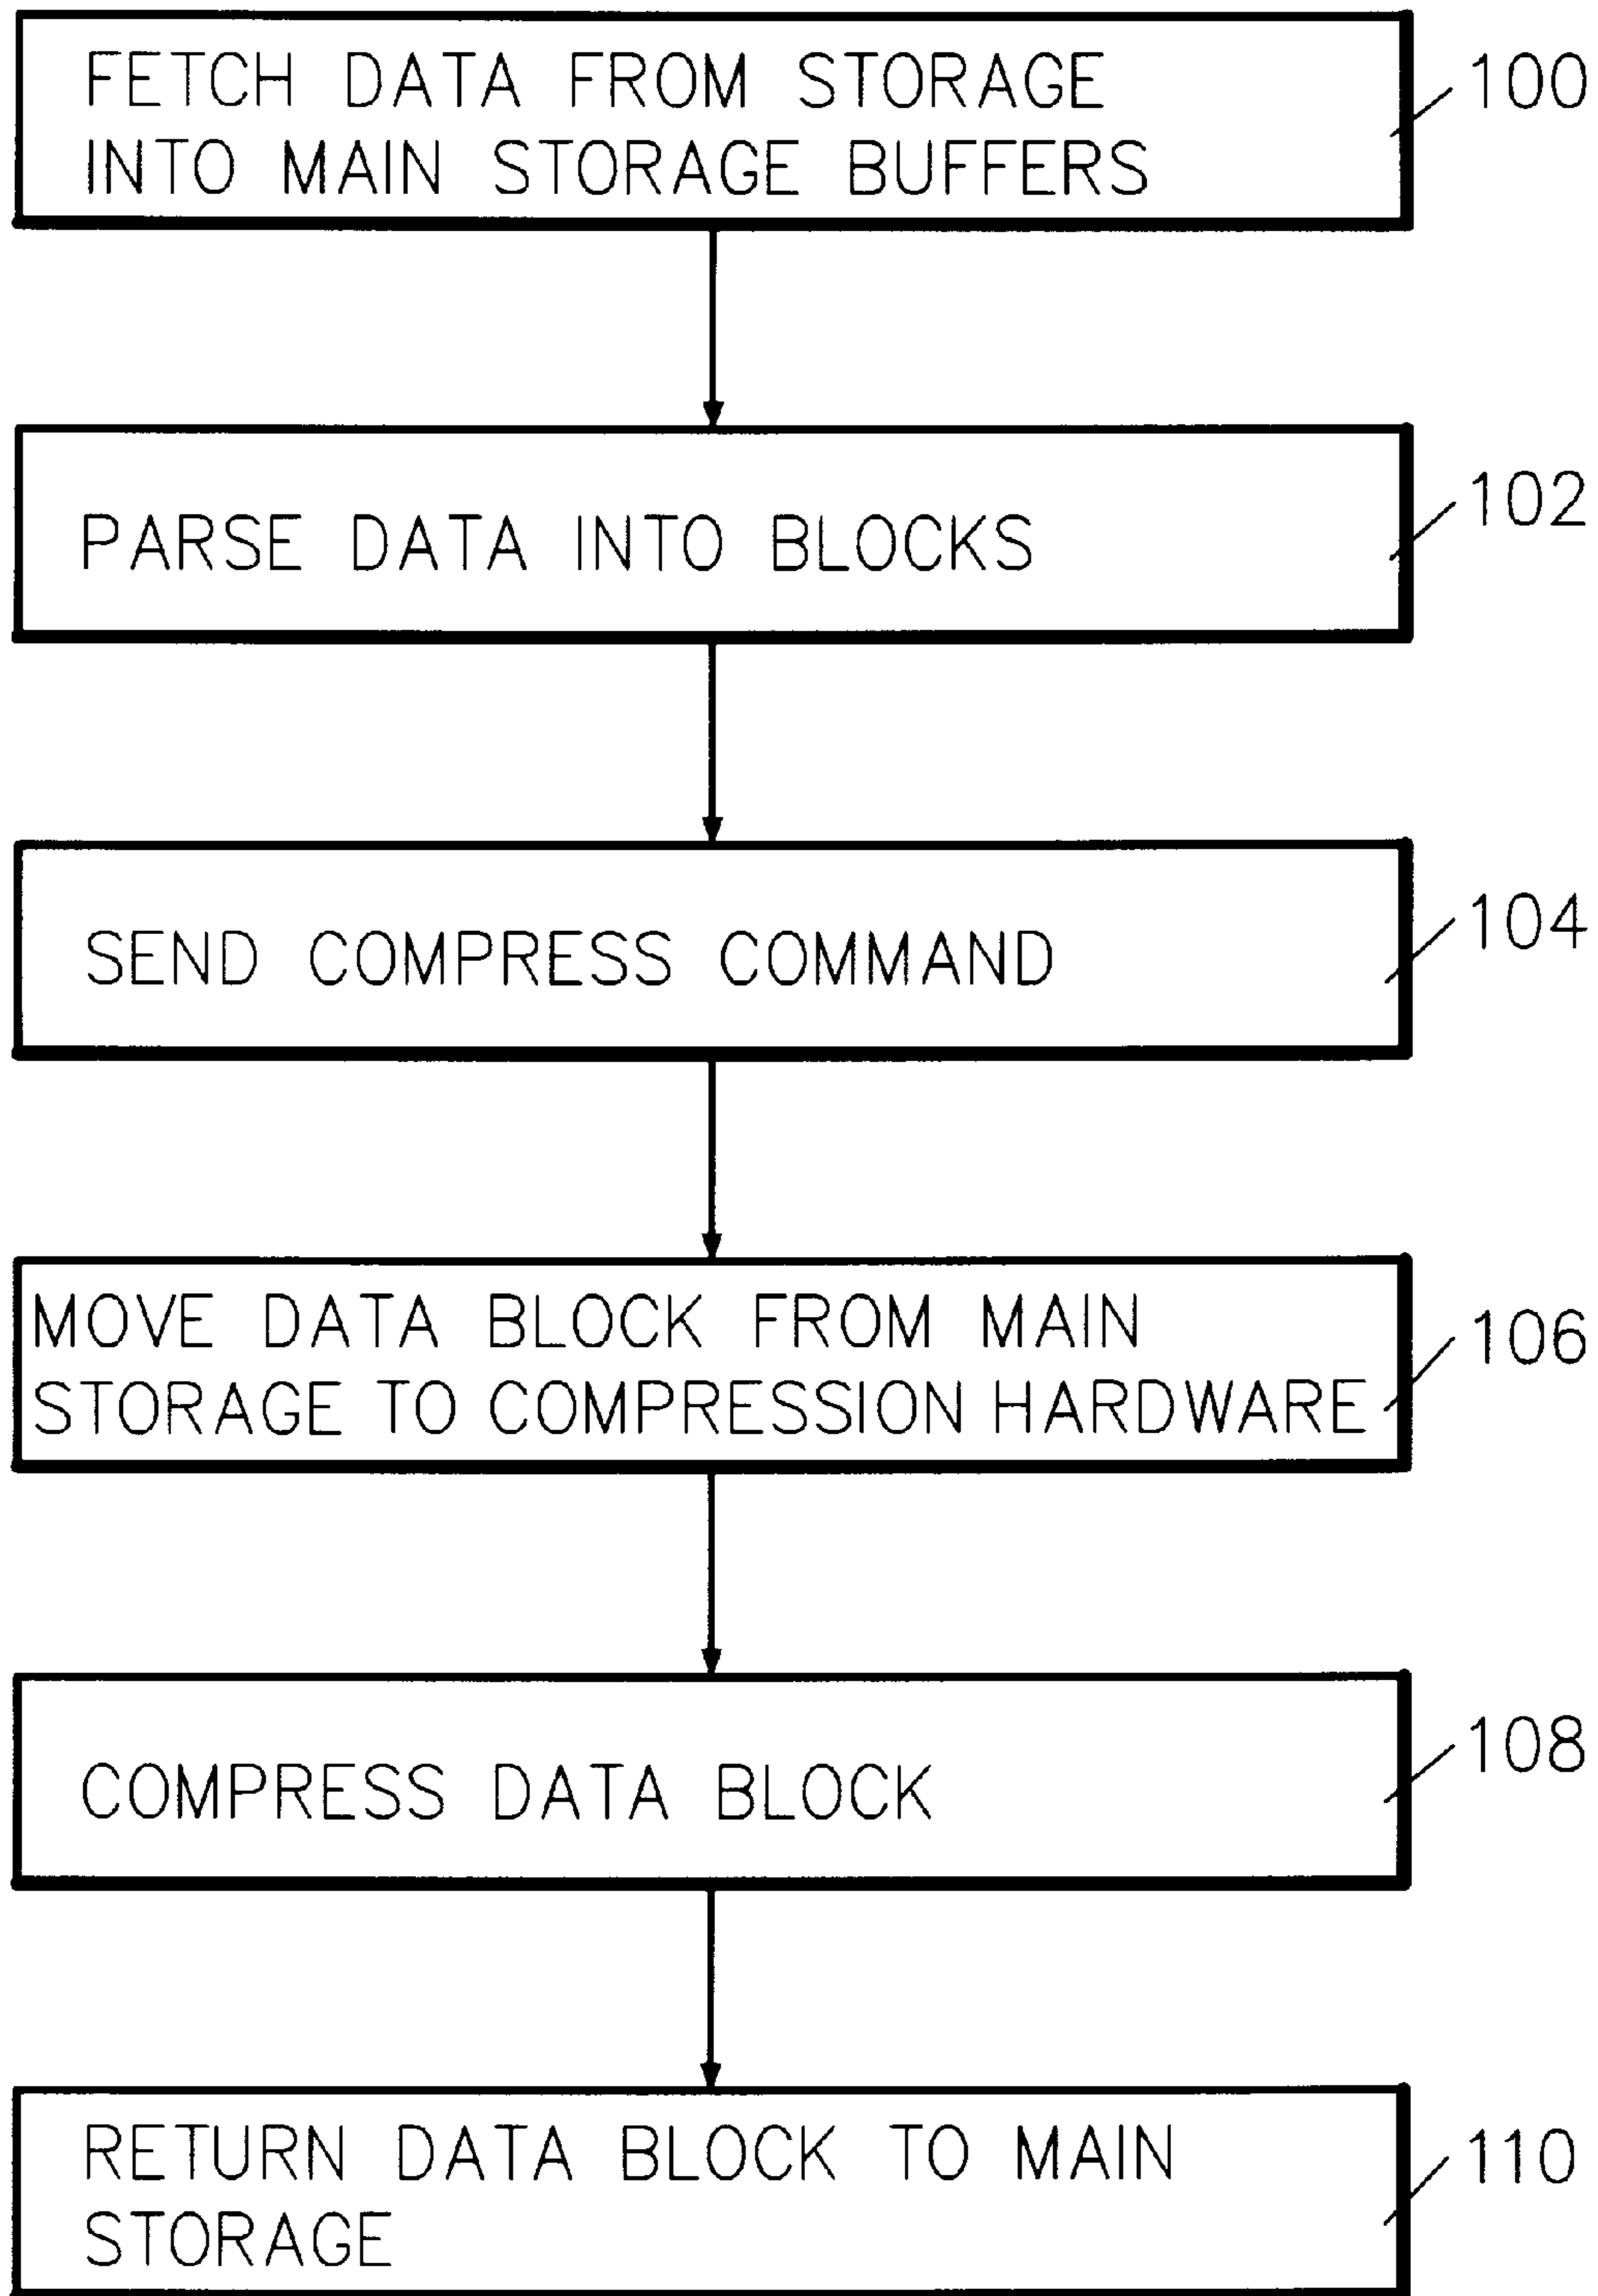 FETCH DATA FROM STORAGE
INTO MAIN STORAGE BUFFERS
100
PARSE DATA INTO BLOCKS
102
SEND COMPRESS COMMAND
104
MOVE DATA BLOCK FROM MAIN
STORAGE TO COMPRESSION HARDWARE
106
COMPRESS DATA BLOCK
108
RETURN DATA BLOCK TO MAIN
STORAGE
110